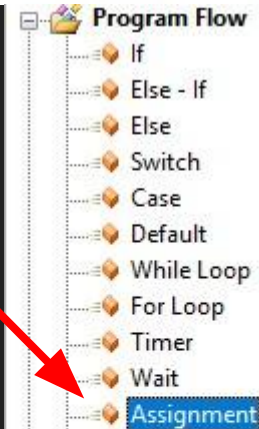 Program Flow
If
Else - If
Else
Switch
Case
Default
While Loop
For Loop
Timer
Wait
Assignment